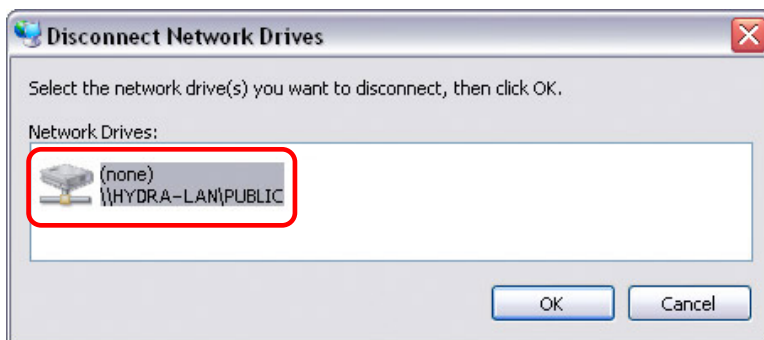 Disconnect Network Drives
Select the network drive(s) you want to disconnect, then click OK.
Network Drives:
(none)
\\HYDRA-LAN\PUBLIC
OK Cancel